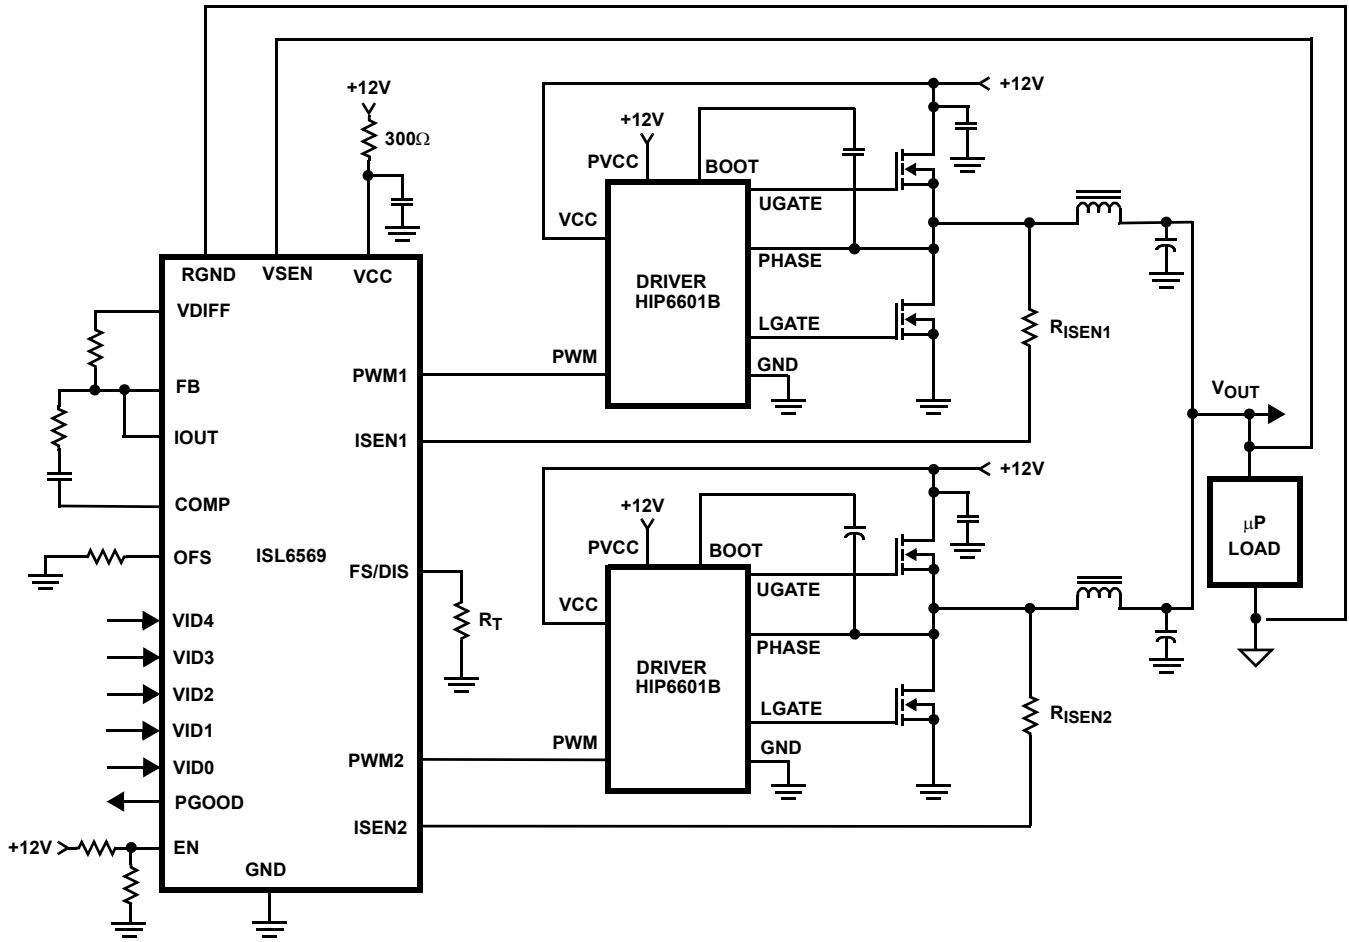 +12V
300Ω
RGND
VSEN
VCC
VDIFF
FB
IOUT
COMP
OFS
VID4
VID3
VID2
VID1
VID0
PGOOD
+12V
EN
GND
ISL6569
PWM1
ISEN1
FS/DIS
RT
PWM2
ISEN2
+12V
+12V
PVCC
BOOT
VCC
UGATE
PHASE
DRIVER
HIP6601B
LGATE
PWM
GND
RISEN1
+12V
+12V
PVCC
BOOT
VCC
UGATE
PHASE
DRIVER
HIP6601B
LGATE
PWM
GND
RISEN2
VOUT
μP
LOAD